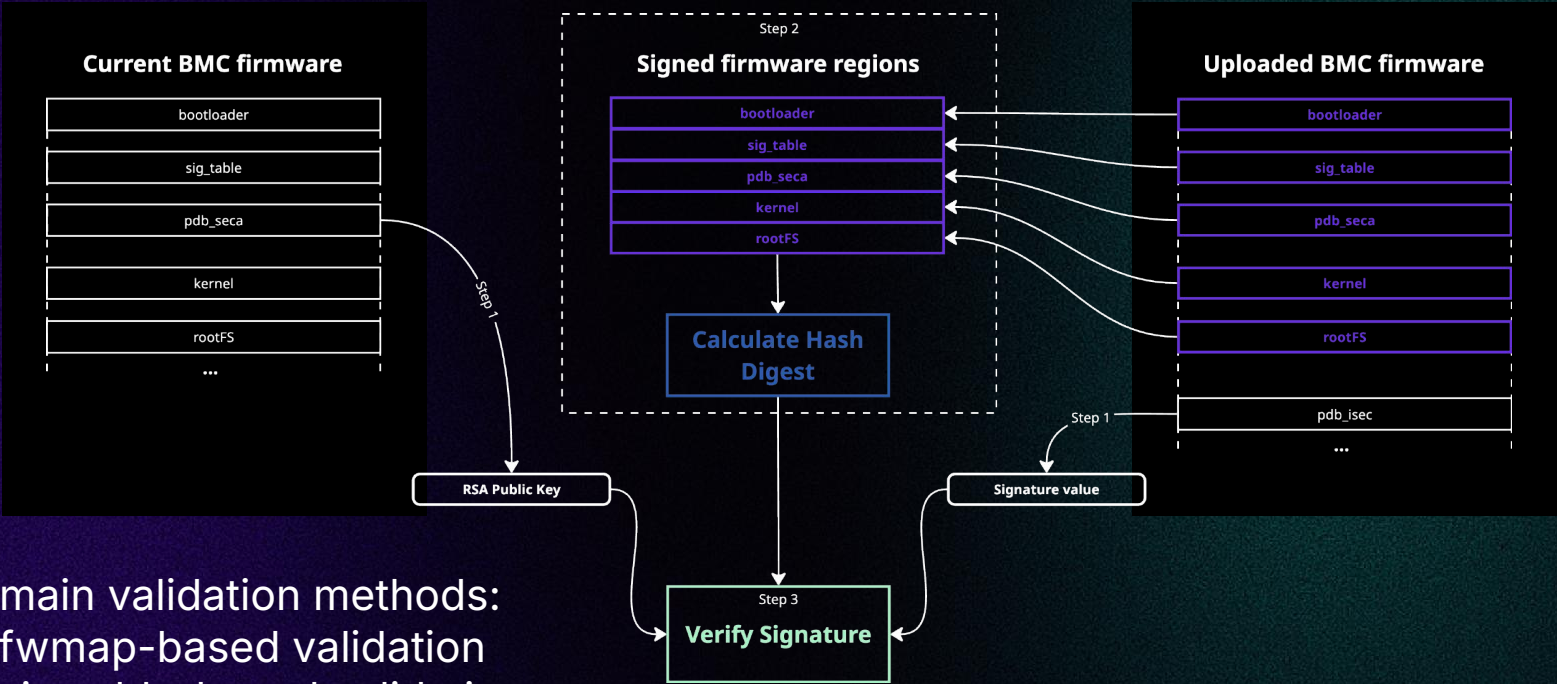 Current BMC firmware
bootloader
sig_table
pdb_seca
kernel
rootFS
...
Step 1
RSA Public Key
Step 2
Signed firmware regions
bootloader
sig_table
pdb_seca
kernel
rootFS
Calculate Hash
Digest
Uploaded BMC firmware
bootloader
sig_table
pdb_seca
kernel
rootFS
pdb_isec
...
Step 1
Signature value
Step 3
Verify Signature
main validation methods:
fwmap-based validation